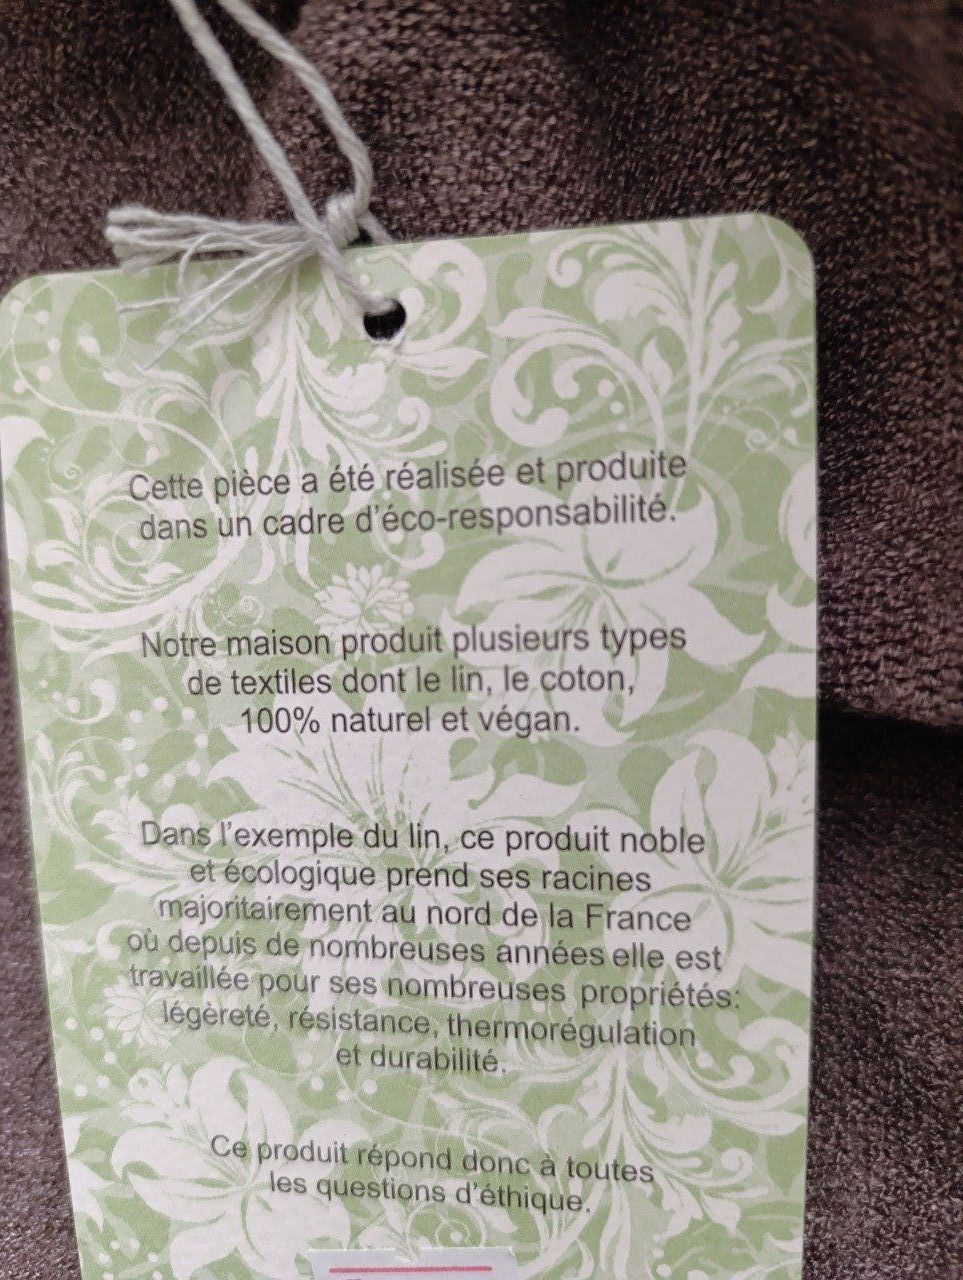 Cette pièce a été réalisée et produite
dans un cadre d'éco-responsabilité.
Notre maison produit plusieurs types
de textiles dont le lin, le coton,
100% naturel et végan.
Dans l'exemple du lin, ce produit noble
et écologique prend ses racines
majoritairement au nord de la France
où depuis de nombreuses années elle est
travaillée pour ses nombreuses propriétés:
légèreté, résistance, thermorégulation
et durabilité.
Ce produit répond donc à toutes
les questions d'éthique.